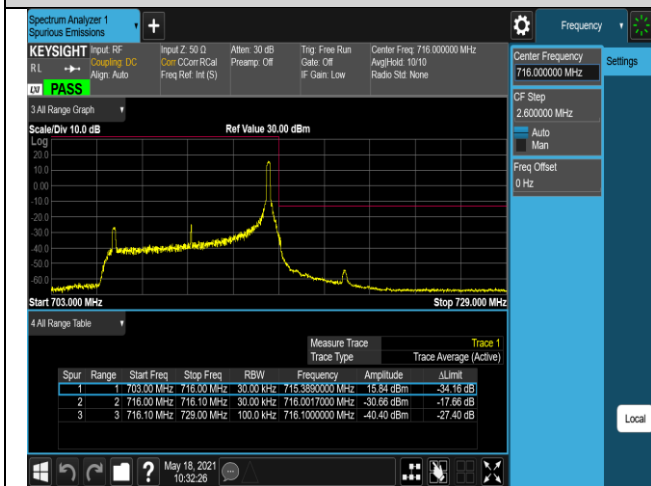 Spectrum Analyzer 1
Spurious Emissions
Frequency
KEYSIGHT Input: RF Input Z: 50 Ω Atten: 30 dB Trig: Free Run Center Freq: 716.000000 MHz
RL Coupling: DC Corr CCorr RCal Preamp: Off Gate: Off Avg|Hold: 10/10
Align: Auto Freq Ref: Int (S) IF Gain: Low Radio Std: None
LXI PASS
Center Frequency
716.000000 MHz
Settings
CF Step
2.600000 MHz
Auto
Man
Freq Offset
0 Hz
3 All Range Graph
Scale/Div 10.0 dB Ref Value 30.00 dBm
Log
20.0
10.0
0.00
-10.0
-20.0
-30.0
-40.0
-50.0
-60.0
Start 703.000 MHz Stop 729.000 MHz
4 All Range Table
Measure Trace Trace 1
Trace Type Trace Average (Active)
Spur Range Start Freq Stop Freq RBW Frequency Amplitude ΔLimit
1 1 703.00 MHz 716.00 MHz 30.00 kHz 715.3890000 MHz 15.84 dBm -34.16 dB
2 2 716.00 MHz 716.10 MHz 30.00 kHz 716.0017000 MHz -30.66 dBm -17.66 dB
3 3 716.10 MHz 729.00 MHz 100.0 kHz 716.1000000 MHz -40.40 dBm -27.40 dB
Local
? May 18, 2021
10:32:26